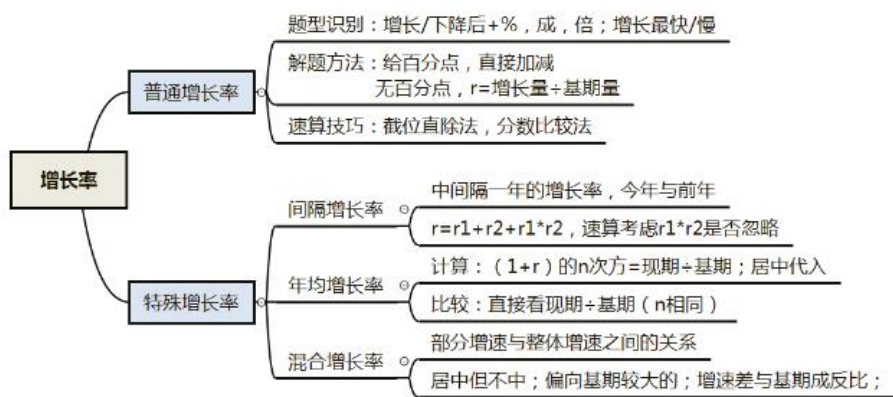 增长率
普通增长率
题型识别：增长/下降后+%，成，倍；增长最快/慢
解题方法：给百分点，直接加减
无百分点，r=增长量÷基期量
速算技巧：截位直除法，分数比较法
特殊增长率
间隔增长率
中间隔一年的增长率，今年与前年
r=r1+r2+r1*r2，速算考虑r1*r2是否忽略
年均增长率
计算：（1+r）的n次方=现期÷基期；居中代入
比较：直接看现期÷基期（n相同）
混合增长率
部分增速与整体增速之间的关系
居中但不中；偏向基期较大的；增速差与基期成反比；